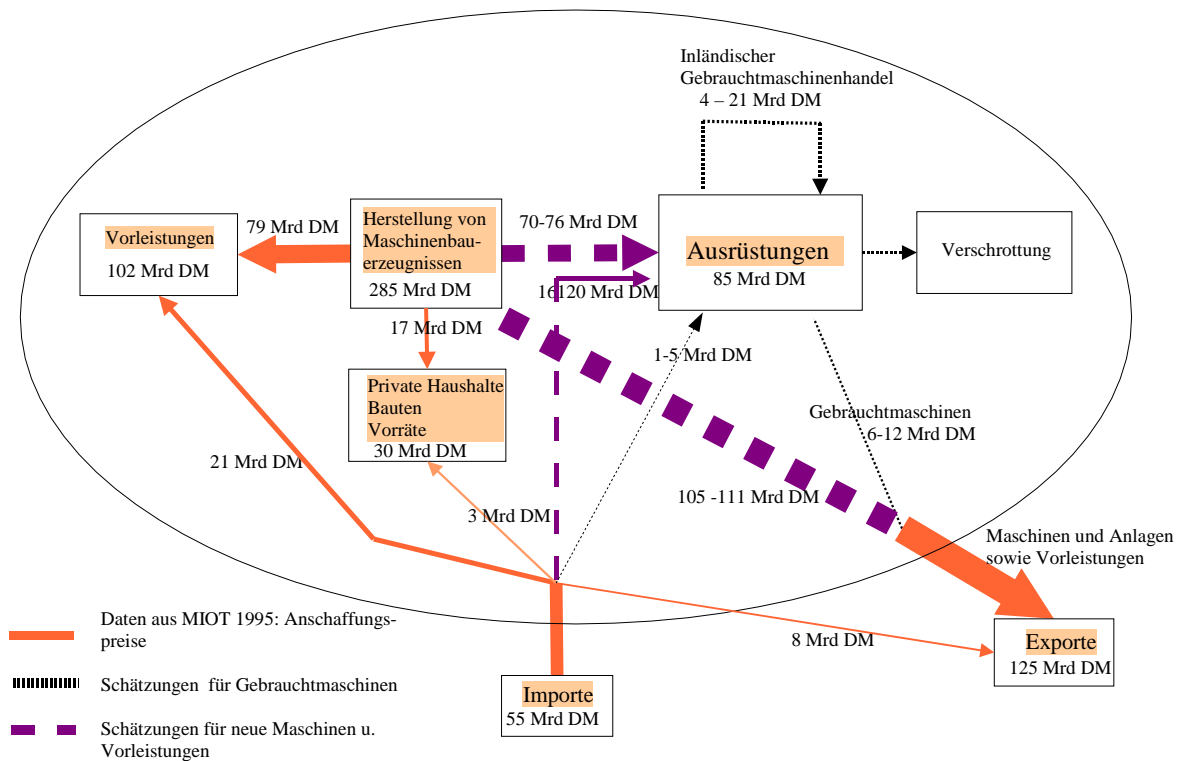 Inländischer
Gebrauchtmaschinenhandel
4 – 21 Mrd DM
79 Mrd DM
Herstellung von
Maschinenbau-
erzeugnissen
285 Mrd DM
70-76 Mrd DM
Vorleistungen
102 Mrd DM
Ausrüstungen
85 Mrd DM
Verschrottung
16120 Mrd DM
17 Mrd DM
1-5 Mrd DM
Private Haushalte
Bauten
Vorräte
30 Mrd DM
Gebrauchtmaschinen
6-12 Mrd DM
21 Mrd DM
105 -111 Mrd DM
3 Mrd DM
Maschinen und Anlagen
sowie Vorleistungen
Daten aus MIOT 1995: Anschaffungs-
preise
8 Mrd DM
Exporte
125 Mrd DM
Schätzungen für Gebrauchtmaschinen
Importe
55 Mrd DM
Schätzungen für neue Maschinen u.
Vorleistungen